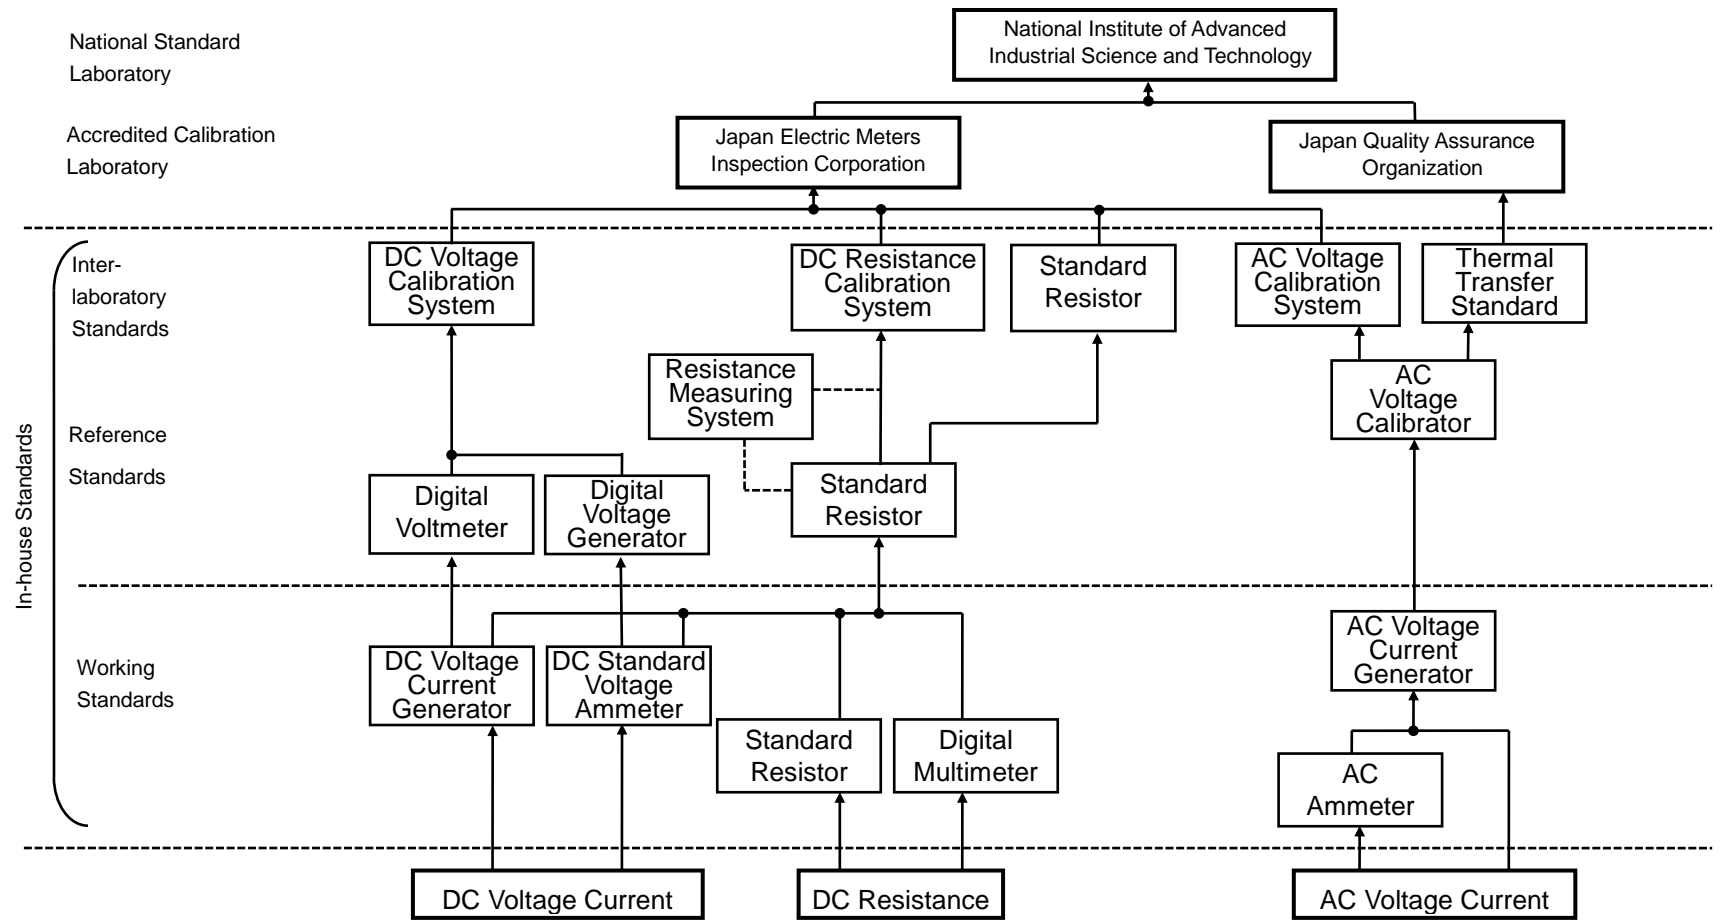 National Standard
Laboratory
National Institute of Advanced
Industrial Science and Technology
Accredited Calibration
Laboratory
Japan Electric Meters
Inspection Corporation
Japan Quality Assurance
Organization
In-house Standards
Inter-
laboratory
Standards
DC Voltage
Calibration
System
DC Resistance
Calibration
System
Standard
Resistor
AC Voltage
Calibration
System
Thermal
Transfer
Standard
Reference
Standards
Resistance
Measuring
System
AC
Voltage
Calibrator
Digital
Voltmeter
Digital
Voltage
Generator
Standard
Resistor
Working
Standards
DC Voltage
Current
Generator
DC Standard
Voltage
Ammeter
Standard
Resistor
Digital
Multimeter
AC Voltage
Current
Generator
AC
Ammeter
DC Voltage Current
DC Resistance
AC Voltage Current